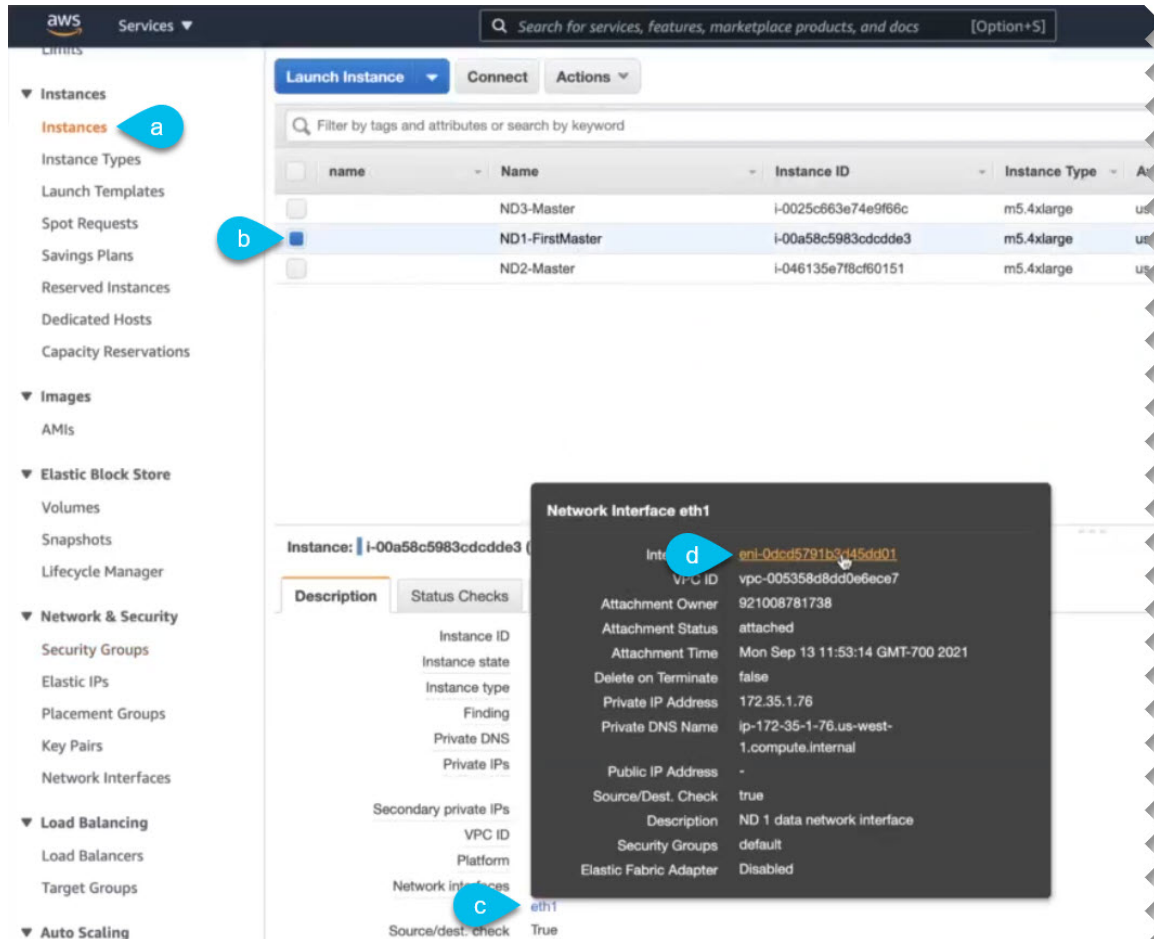 aws Services ▼ Search for services, features, marketplace products, and docs [Option+S]
Limits
Instances
Instances
a
Instance Types
Launch Templates
Spot Requests
Savings Plans
Reserved Instances
Dedicated Hosts
Capacity Reservations
Images
AMIs
Elastic Block Store
Volumes
Snapshots
Lifecycle Manager
Network & Security
Security Groups
Elastic IPs
Placement Groups
Key Pairs
Network Interfaces
Load Balancing
Load Balancers
Target Groups
Auto Scaling
Launch Instance Connect Actions
Filter by tags and attributes or search by keyword
name Name Instance ID Instance Type
ND3-Master i-0025c663e74e9f66c m5.4xlarge
b ND1-FirstMaster i-00a58c5983cdcdde3 m5.4xlarge
ND2-Master i-046135e7f8cf60151 m5.4xlarge
Instance: i-00a58c5983cdcdde3 (
Description Status Checks
Instance ID
Instance state
Instance type
Finding
Private DNS
Private IPs
Secondary private IPs
VPC ID
Platform
Network interfaces
c eth1
Source/dest. check True
Network Interface eth1
d eni-0dcd5791b3d45dd01
VPC ID vpc-005358d8dd0e6ece7
Attachment Owner 921008781738
Attachment Status attached
Attachment Time Mon Sep 13 11:53:14 GMT-700 2021
Delete on Terminate false
Private IP Address 172.35.1.76
Private DNS Name ip-172-35-1-76.us-west-
1.compute.internal
Public IP Address -
Source/Dest. Check true
Description ND 1 data network interface
Security Groups default
Elastic Fabric Adapter Disabled